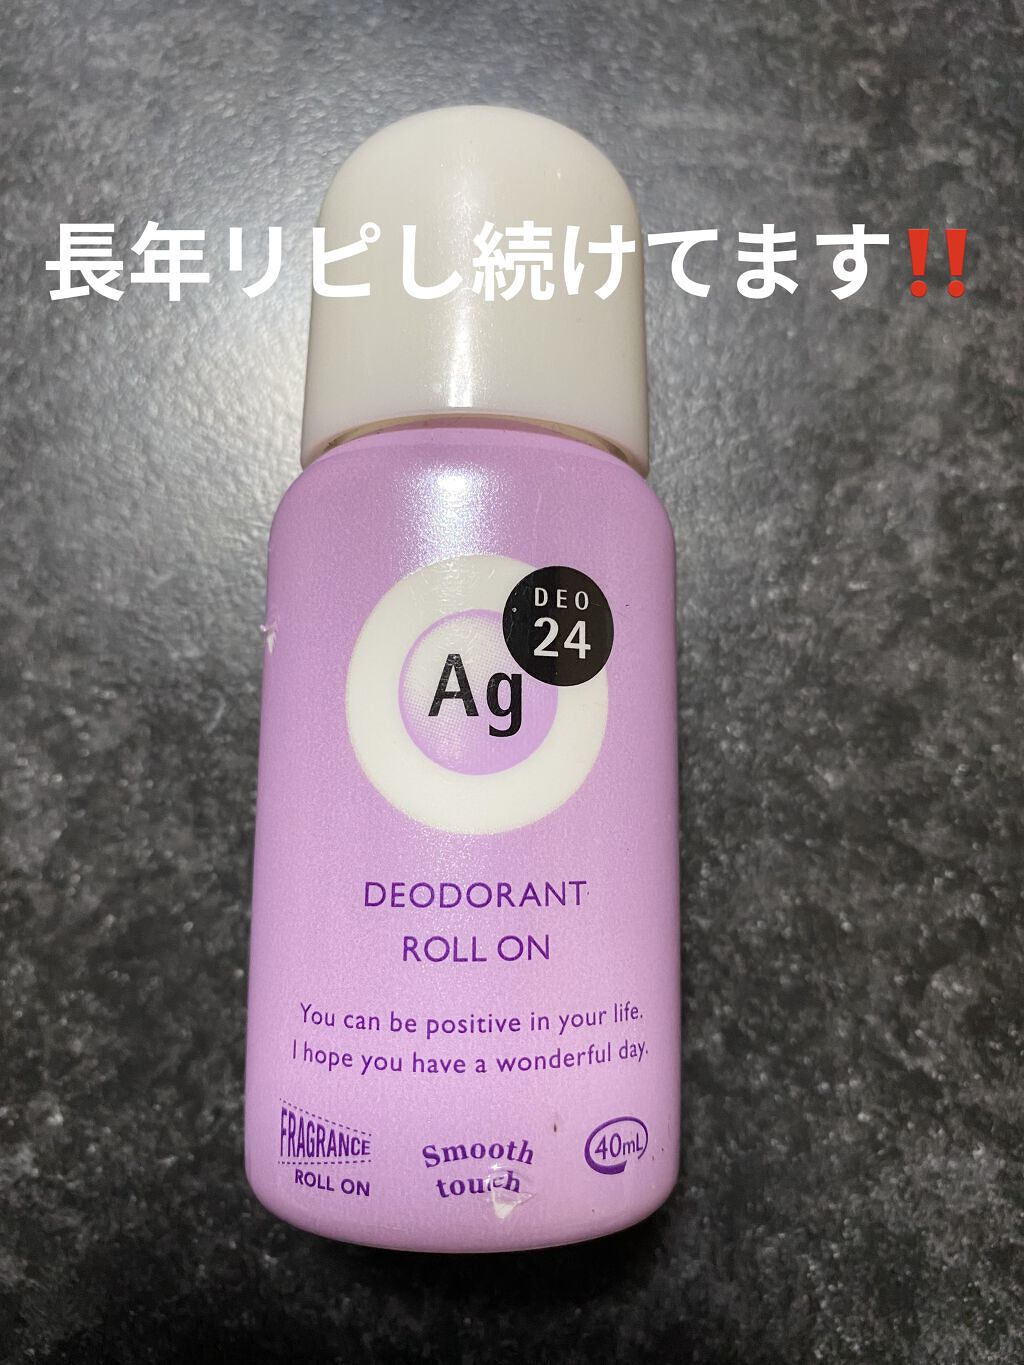 長年リピし続けてます‼️
DEO
24
Ag
DEODORANT
ROLL ON
You can be positive in your life.
I hope you have a wonderful day.
FRAGRANCE
ROLL ON
Smooth
touch
40mL